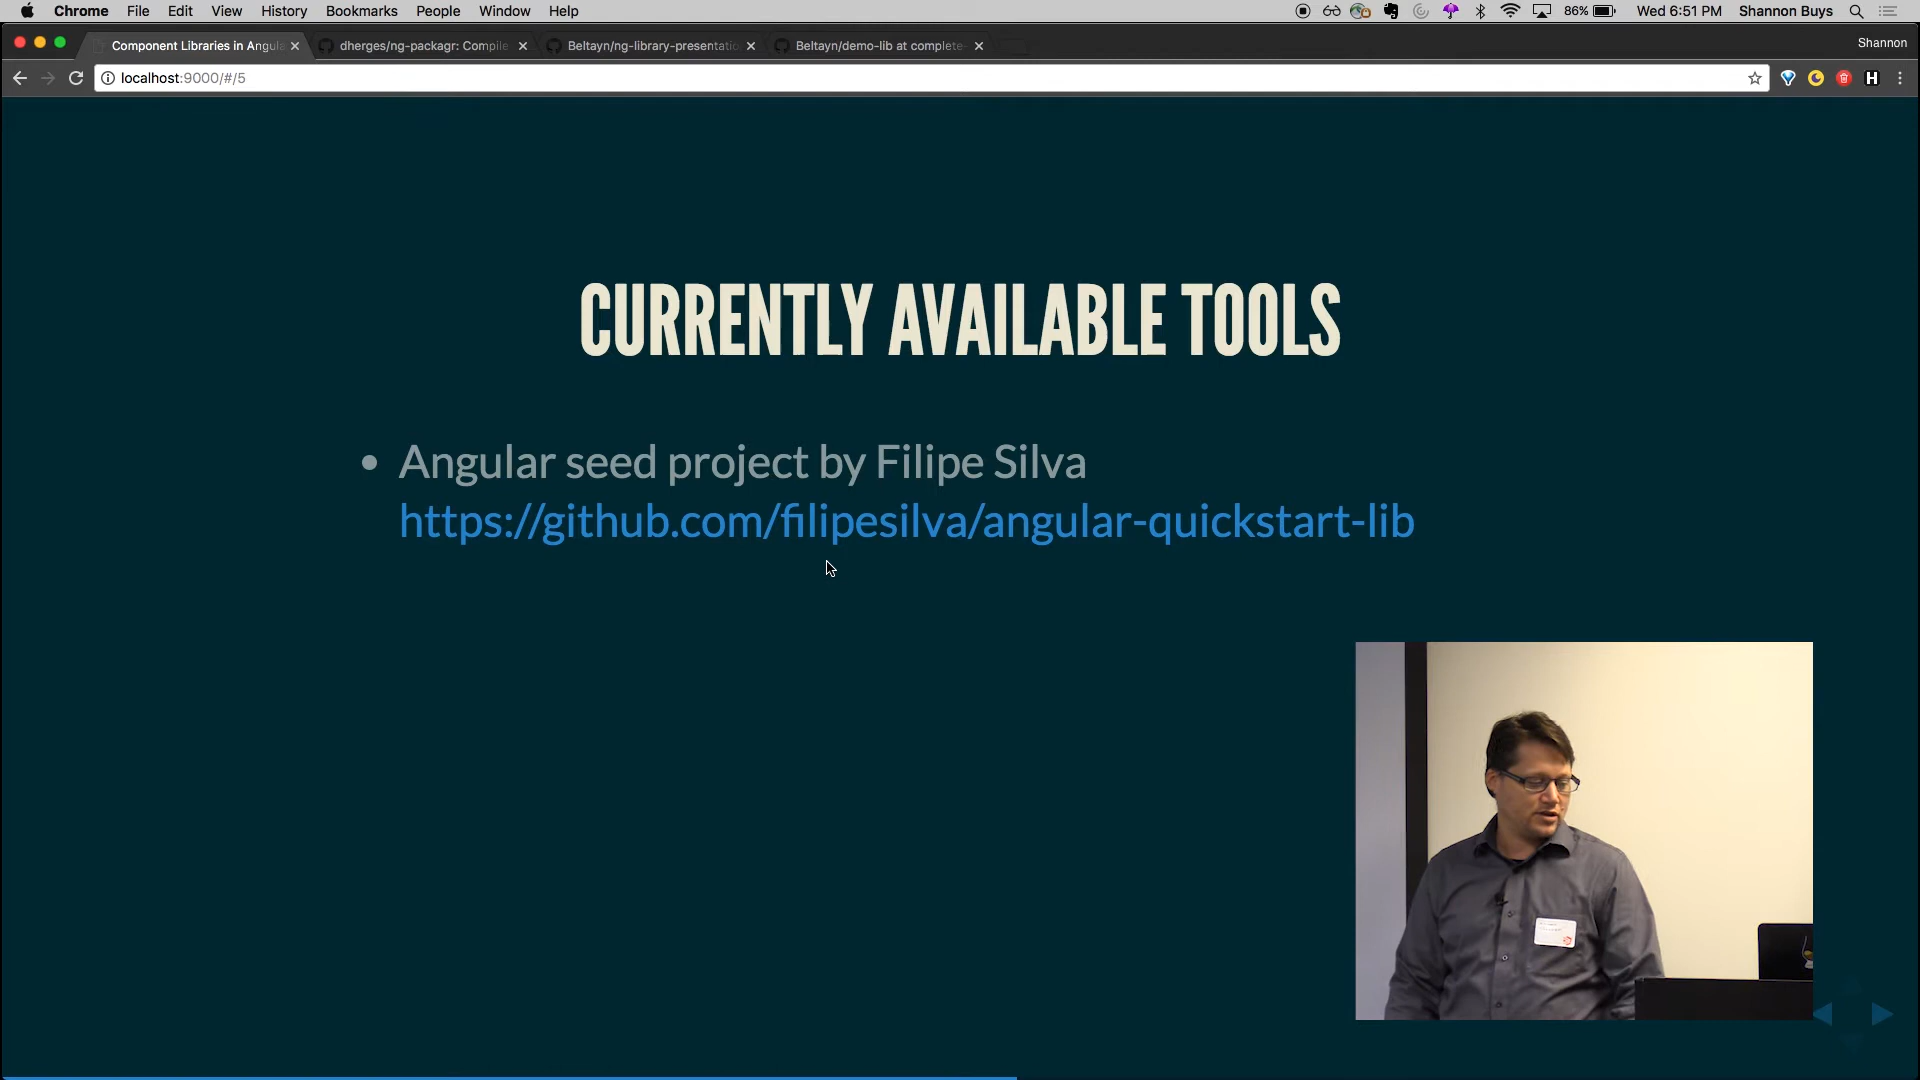 Chrome File Edit View History Bookmarks People Window Help 86% Wed 6:51 PM Shannon Buys
Component Libraries in Angula dherges/ng-packagr: Compile Beltayn/ng-library-presentatio Beltayn/demo-lib at complete- Shannon
localhost:9000/#/5 H
CURRENTLY AVAILABLE TOOLS
• Angular seed project by Filipe Silva
https://github.com/filipesilva/angular-quickstart-lib